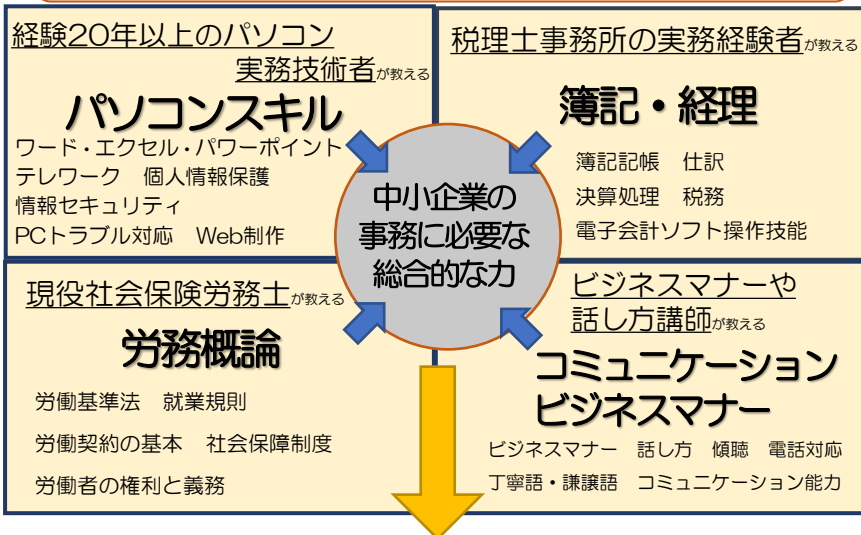 経験20年以上のパソコン
実務技術者が教える
パソコンスキル
ワード・エクセル・パワーポイント
テレワーク　個人情報保護
情報セキュリティ
PCトラブル対応　Web制作
税理士事務所の実務経験者が教える
簿記・経理
簿記記帳　仕訳
決算処理　税務
電子会計ソフト操作技能
中小企業の
事務に必要な
総合的な力
現役社会保険労務士が教える
労務概論
労働基準法　就業規則
労働契約の基本　社会保障制度
労働者の権利と義務
ビジネスマナーや
話し方講師が教える
コミュニケーション
ビジネスマナー
ビジネスマナー　話し方　傾聴　電話対応
丁寧語・謙譲語　コミュニケーション能力